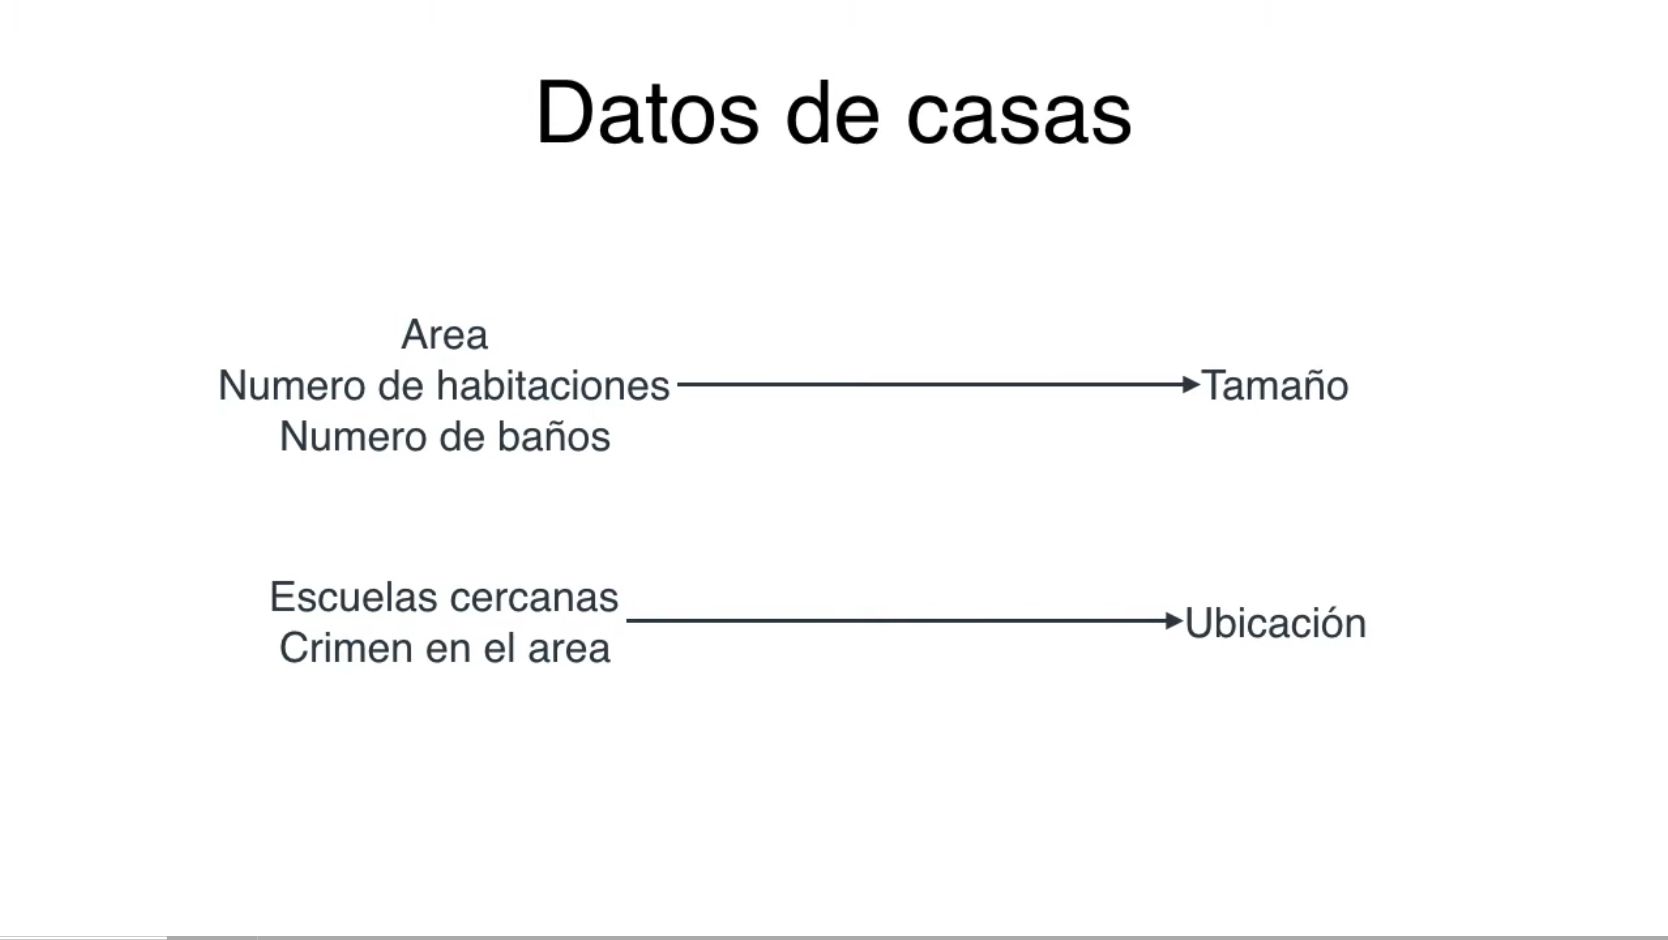 Datos de casas
Area
Numero de habitaciones
Tamaño
Numero de baños
Escuelas cercanas
Crimen en el area
Ubicación